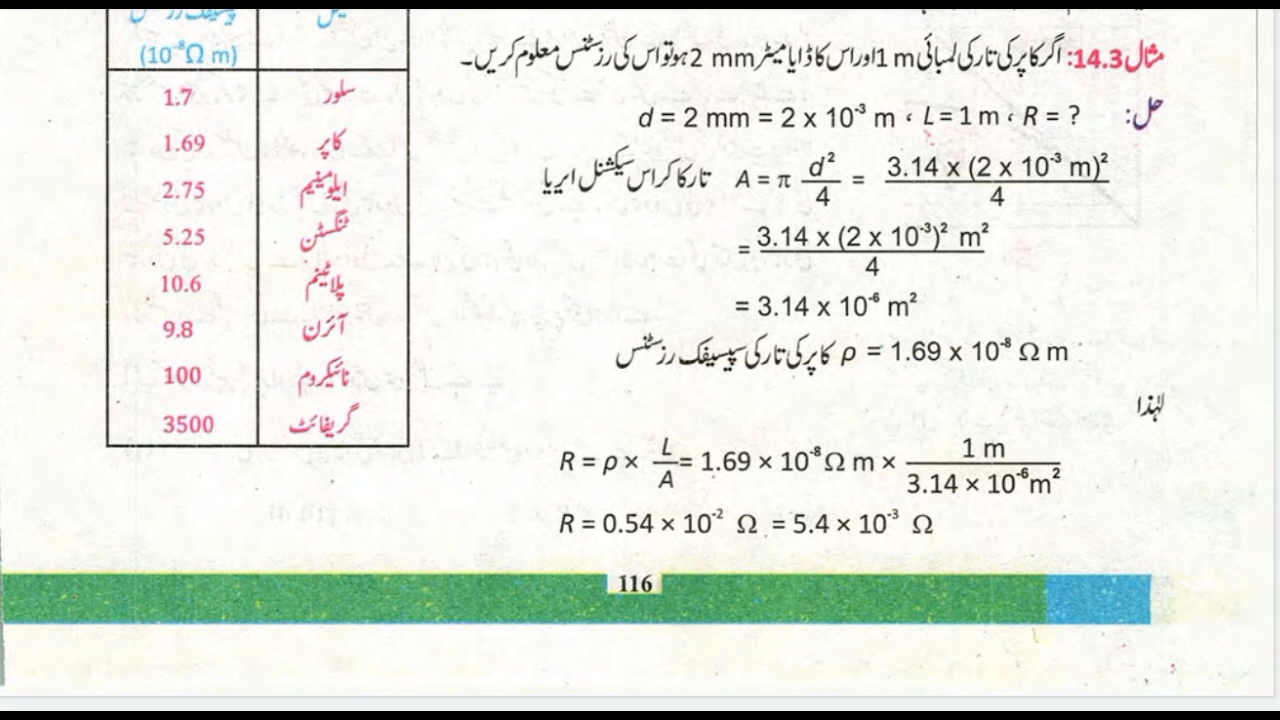 مثال 14.3: اگر کاپر کی تار کی لمبائی 1 m اور اس کا ڈایا میٹر 2 mm ہو تو اس کی رزسٹنس معلوم کریں۔
حل: d = 2 mm = 2 x 10⁻³ m ، L = 1 m ، R = ?
تار کا کراس سیکشنل ایریا A = π d²/4 = 3.14 x (2 x 10⁻³ m)²/4
= 3.14 x (2 x 10⁻³)² m²/4
= 3.14 x 10⁻⁶ m²
کاپر کی تار کی سپیسیفک رزسٹنس ρ = 1.69 x 10⁻⁸ Ω m
لہٰذا
R = ρ × L/A = 1.69 × 10⁻⁸ Ω m × 1 m/3.14 × 10⁻⁶ m²
R = 0.54 × 10⁻² Ω = 5.4 × 10⁻³ Ω
(10⁻⁸ Ω m)
سلور 1.7
کاپر 1.69
ایلومینیم 2.75
ٹنگسٹن 5.25
پلاٹینم 10.6
آئرن 9.8
نائیکروم 100
گریفائٹ 3500
116